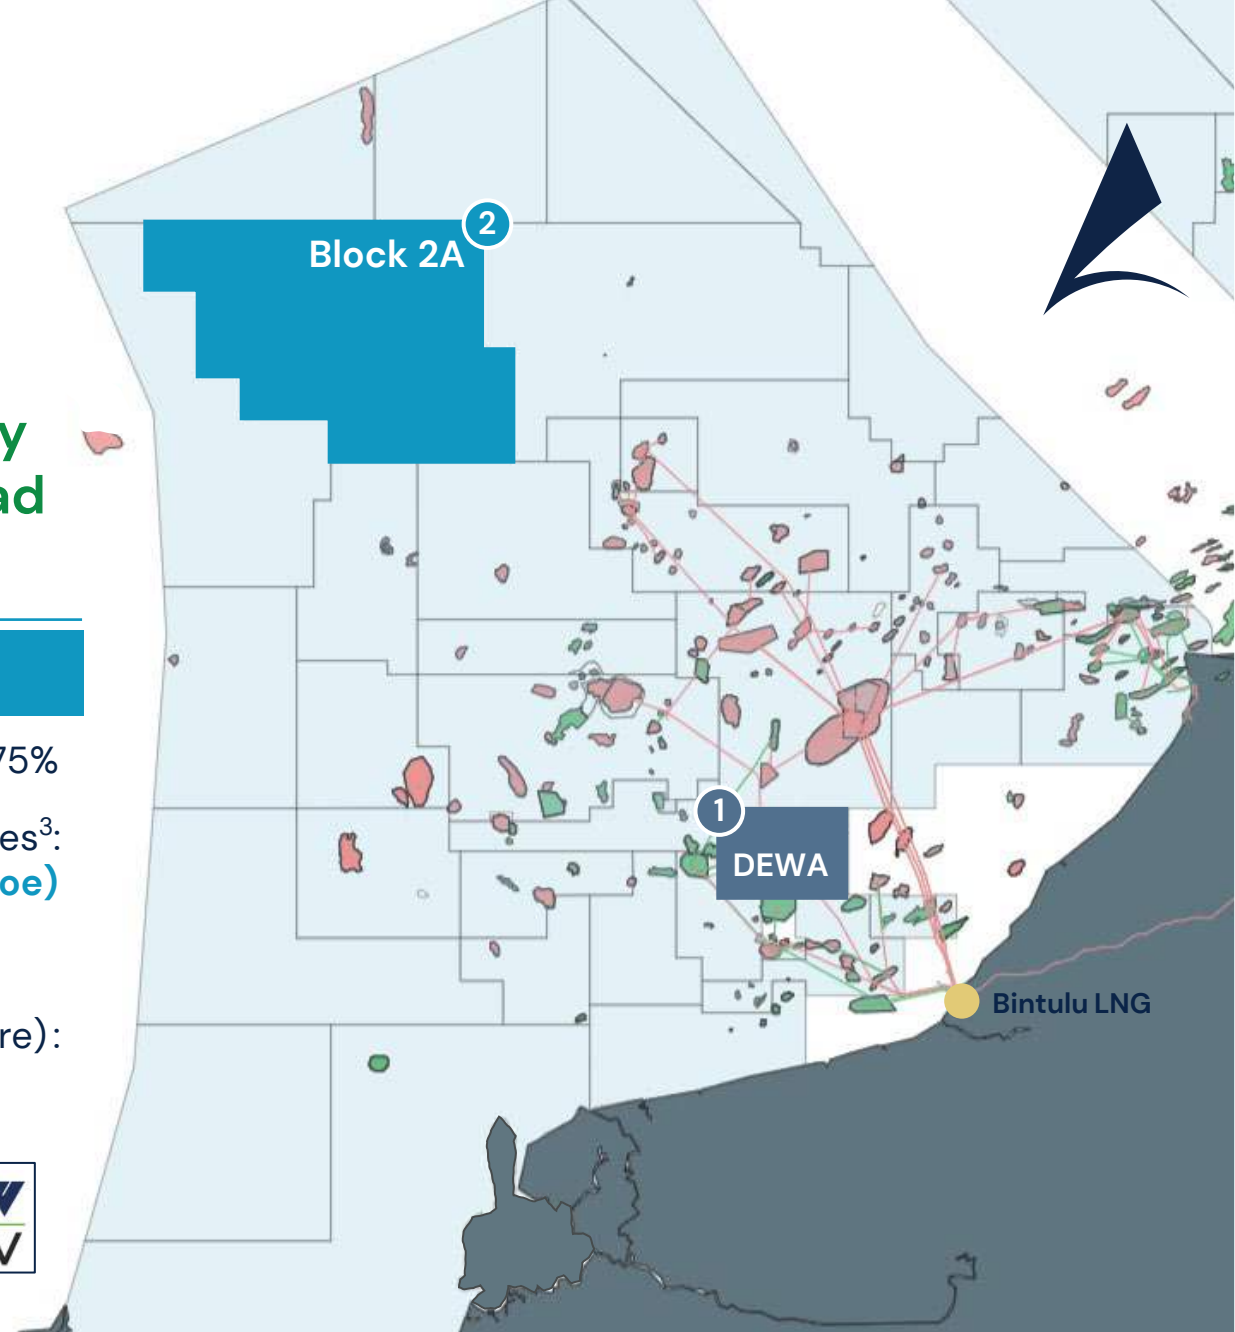 2
Block 2A
y
ad
75%
es³:
oe)
re):
V
1
DEWA
Bintulu LNG